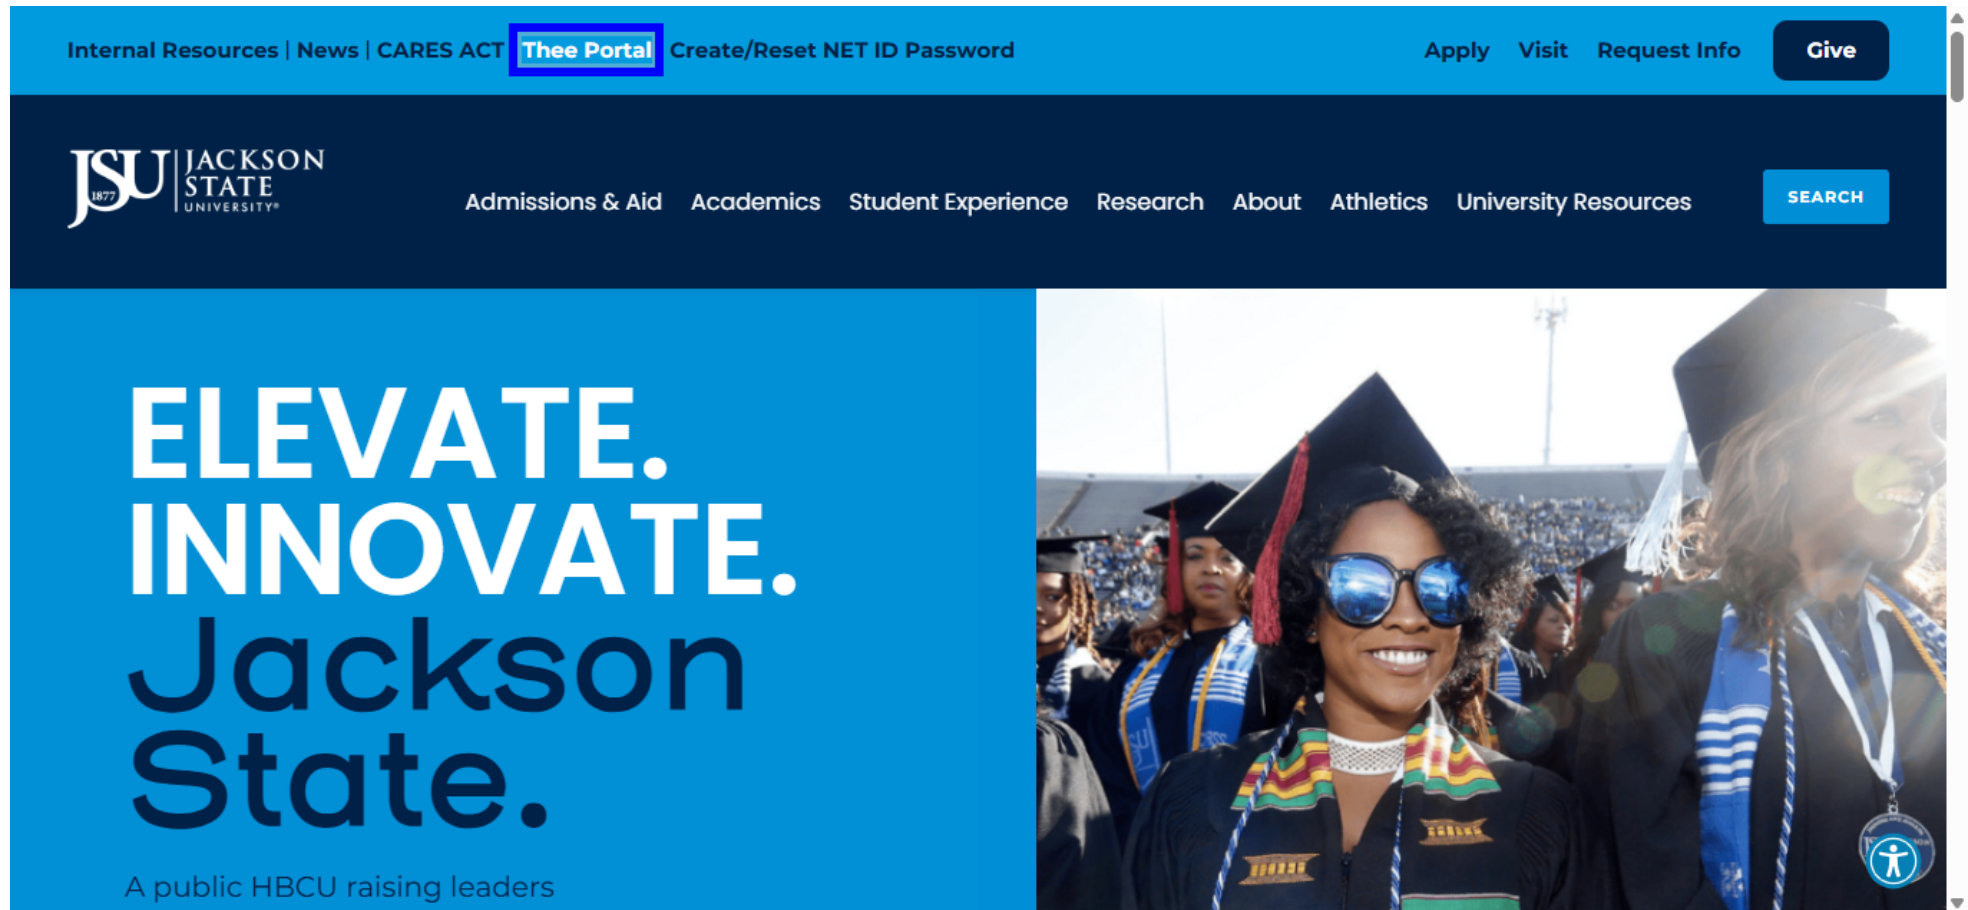 Internal Resources | News | CARES ACT Thee Portal Create/Reset NET ID Password Apply Visit Request Info Give
JSU 1877 JACKSON
STATE
UNIVERSITY®
Admissions & Aid Academics Student Experience Research About Athletics University Resources SEARCH
ELEVATE.
INNOVATE.
Jackson
State.
A public HBCU raising leaders